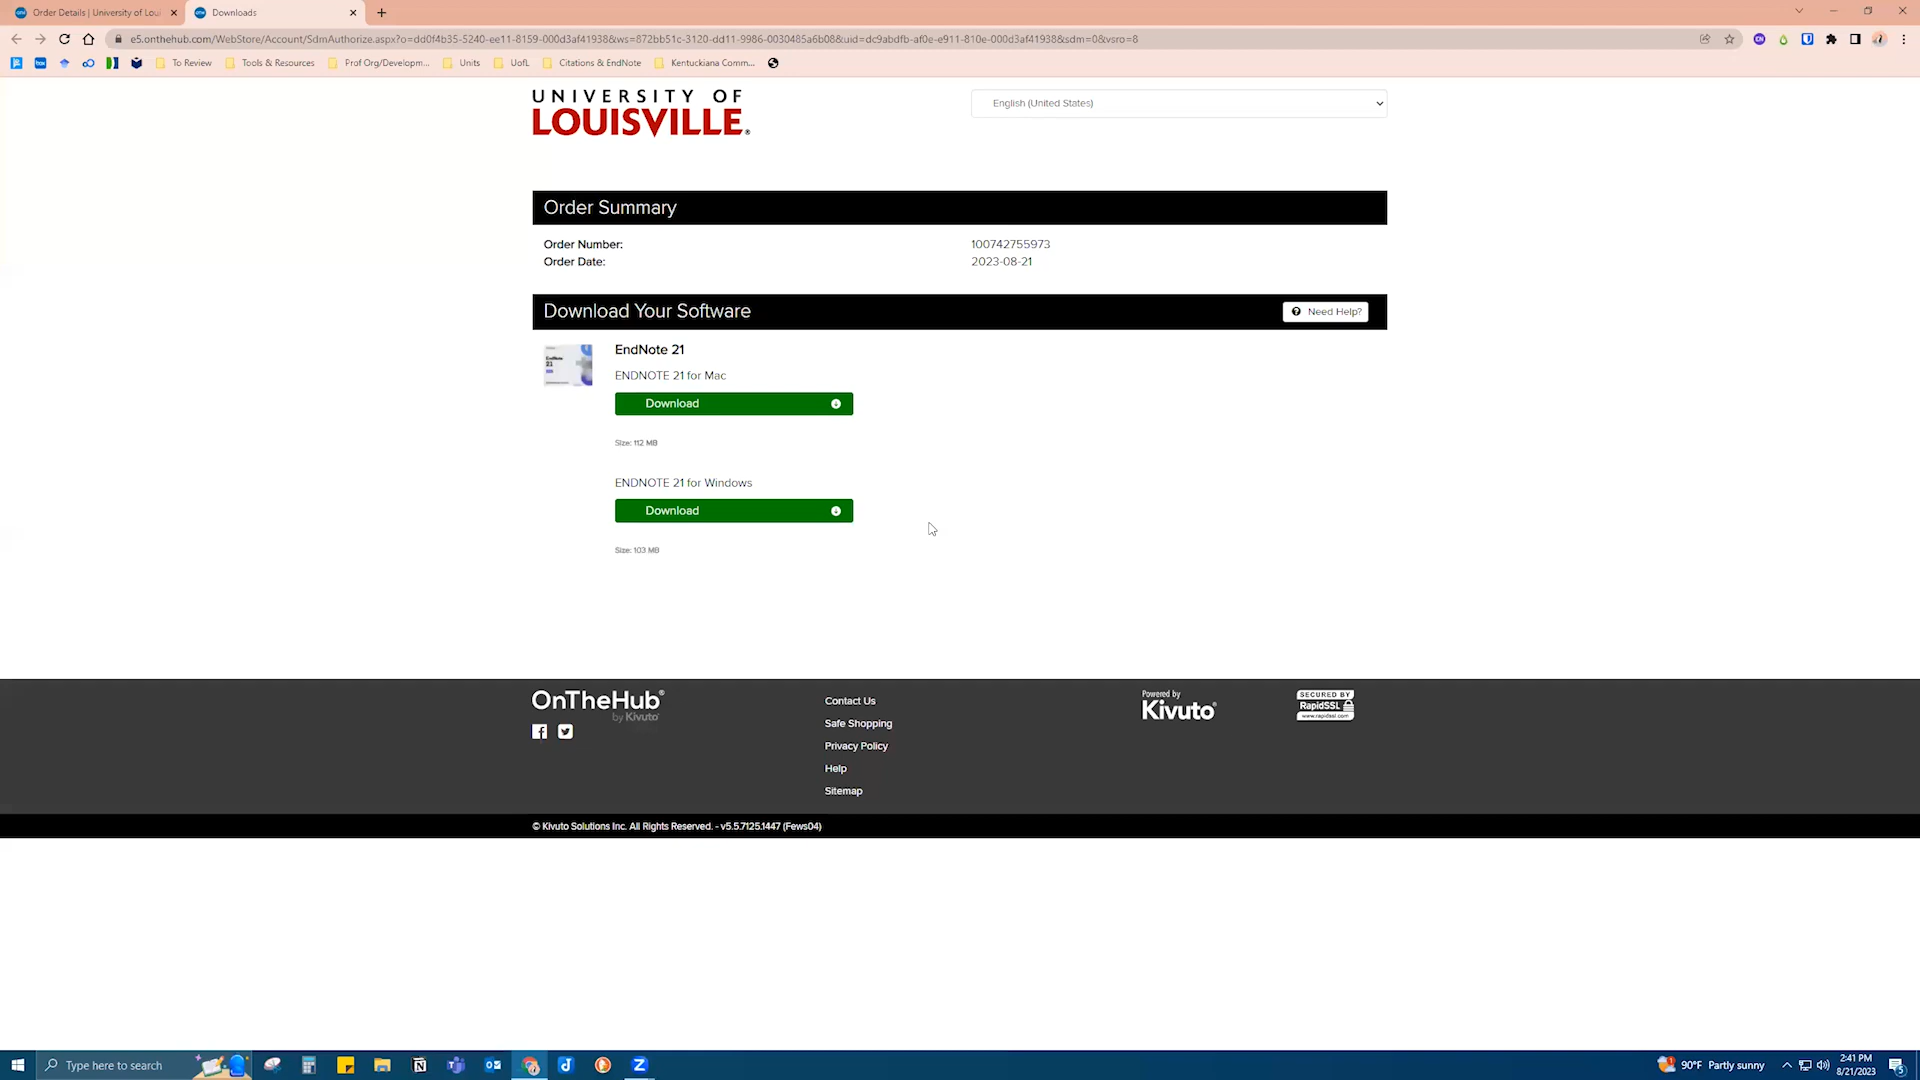 Order Details | University of Loui
Downloads
e5.onthehub.com/WebStore/Account/SdmAuthorize.aspx?o=dd0f4b35-5240-ee11-8159-000d3af41938&ws=872bb51c-3120-dd11-9986-0030485a6b08&uid=dc9abdfb-af0e-e911-810e-000d3af41938&sdm=0&vsro=8
To Review
Tools & Resources
Prof Org/Developm...
Units
UofL
Citations & EndNote
Kentuckiana Comm...
UNIVERSITY OF
LOUISVILLE.
English (United States)
Order Summary
Order Number: 100742755973
Order Date: 2023-08-21
Download Your Software
Need Help?
EndNote 21
ENDNOTE 21 for Mac
Download
Size: 112 MB
ENDNOTE 21 for Windows
Download
Size: 103 MB
OnTheHub®
by Kivuto
Contact Us
Safe Shopping
Privacy Policy
Help
Sitemap
Powered by
Kivuto®
SECURED BY
RapidSSL
www.rapidssl.com
© Kivuto Solutions Inc. All Rights Reserved. - v5.5.7125.1447 (Fews04)
Type here to search
90°F Partly sunny
2:41 PM
8/21/2023